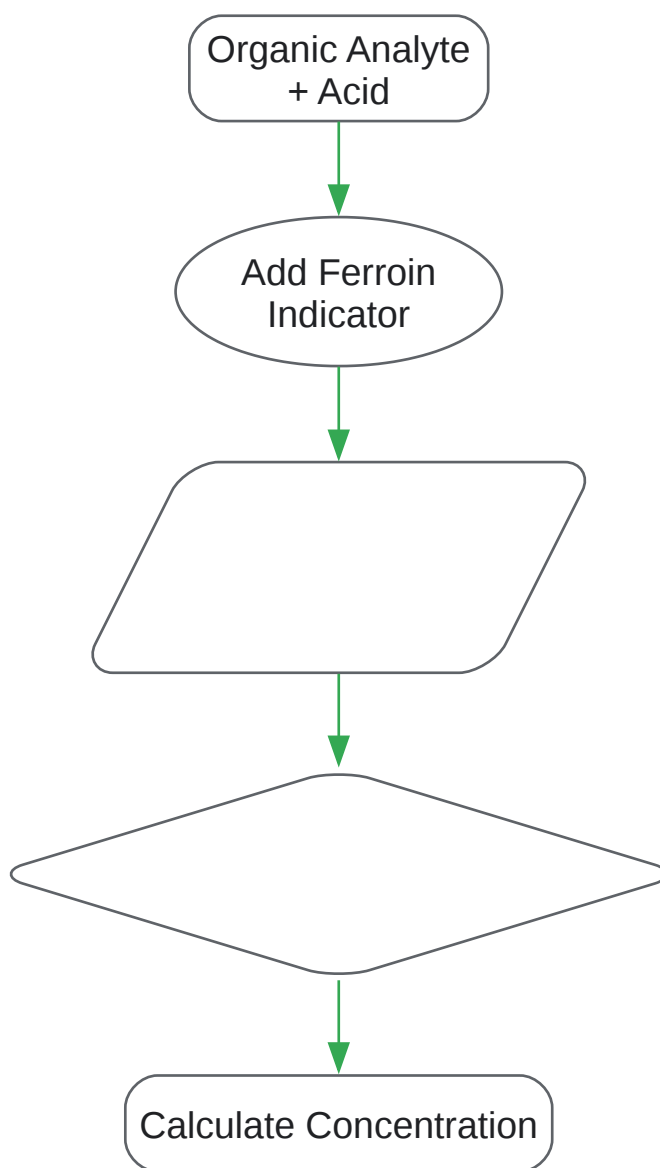 Organic Analyte
+ Acid
Add Ferroin
Indicator
Calculate Concentration